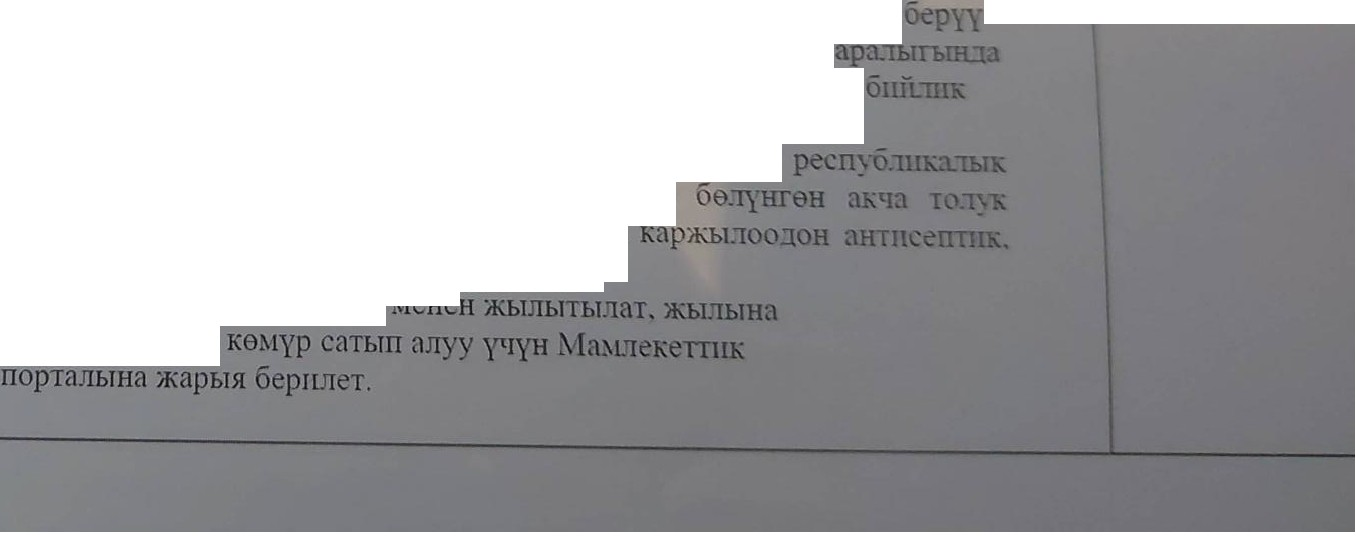 берүү
аралыгында
бийлик
республикалык
бөлүнгөн акча толук
каржылоодон антисептик,
менен жылытылат, жылына
көмүр сатып алуу үчүн Мамлекеттик
порталына жарыя берилет.